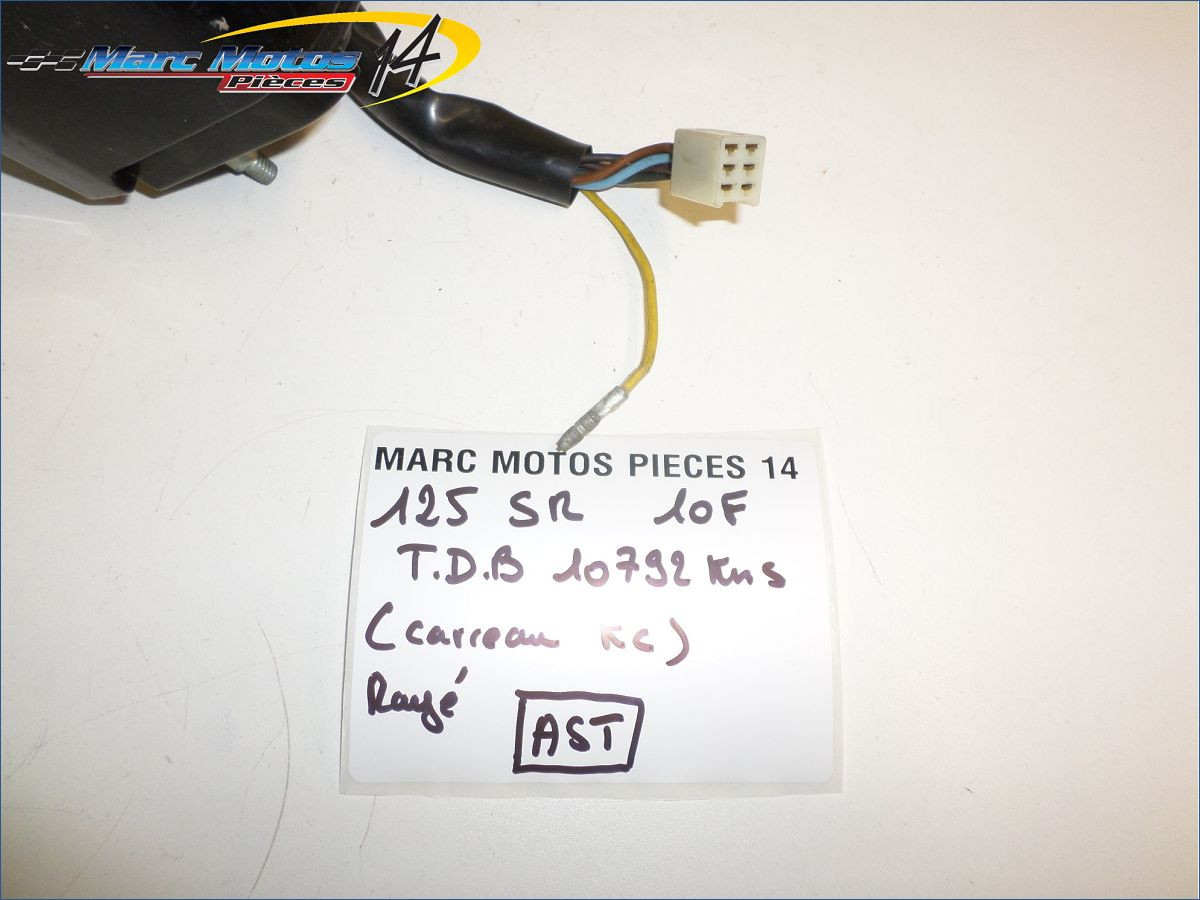 Marc Motos 14
Pièces
MARC MOTOS PIECES 14
125 SR 10F
T.D.B 10792 Kms
(carreau KC)
Rayé
AST